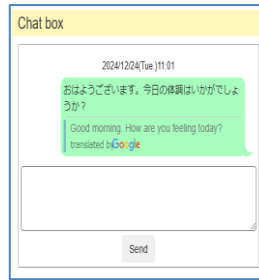 Chat box
2024/12/24(Tue.)11:01
おはようございます。今日の体調はいかがでしょ
うか？
Good morning. How are you feeling today?
translated by Google
Send